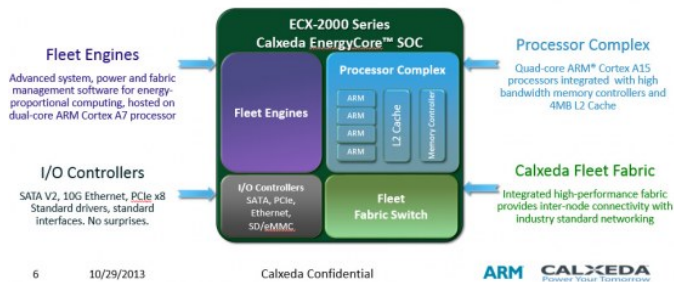 ECX-2000 Series
Calxeda EnergyCore™ SOC
Fleet Engines
Advanced system, power and fabric
management software for energy-
proportional computing, hosted on
dual-core ARM Cortex A7 processor
I/O Controllers
SATA V2, 10G Ethernet, PCIe x8
Standard drivers, standard
interfaces. No surprises.
Fleet Engines
Processor Complex
ARM
ARM
ARM
ARM
L2 Cache
Memory Controller
I/O Controllers
SATA, PCIe,
Ethernet,
SD/eMMC
Fleet
Fabric Switch
Processor Complex
Quad-core ARM® Cortex A15
processors integrated with high
bandwidth memory controllers and
4MB L2 Cache
Calxeda Fleet Fabric
Integrated high-performance fabric
provides inter-node connectivity with
industry standard networking
6
10/29/2013
Calxeda Confidential
ARM
CALXEDA
Power Your Tomorrow